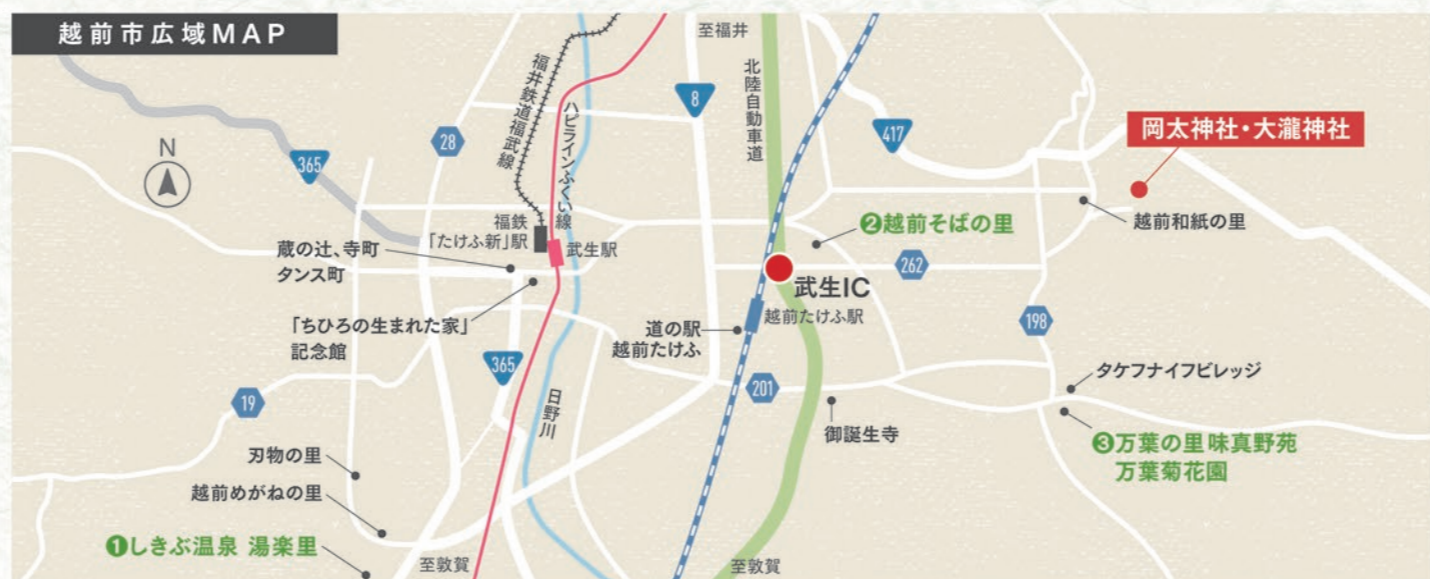 越前市広域MAP
至福井
北陸自動車道
福井鉄道福武線
ハピラインふくい線
8
28
417
365
N
岡太神社・大瀧神社
越前和紙の里
❷越前そばの里
福鉄
「たけふ新」駅
武生駅
蔵の辻、寺町
タンス町
262
武生IC
越前たけふ駅
「ちひろの生まれた家」
記念館
道の駅
越前たけふ
198
365
201
19
日野川
タケフナイフビレッジ
御誕生寺
❸万葉の里 味真野苑
万葉菊花園
刃物の里
越前めがねの里
❶しきぶ温泉 湯楽里
至敦賀
至敦賀